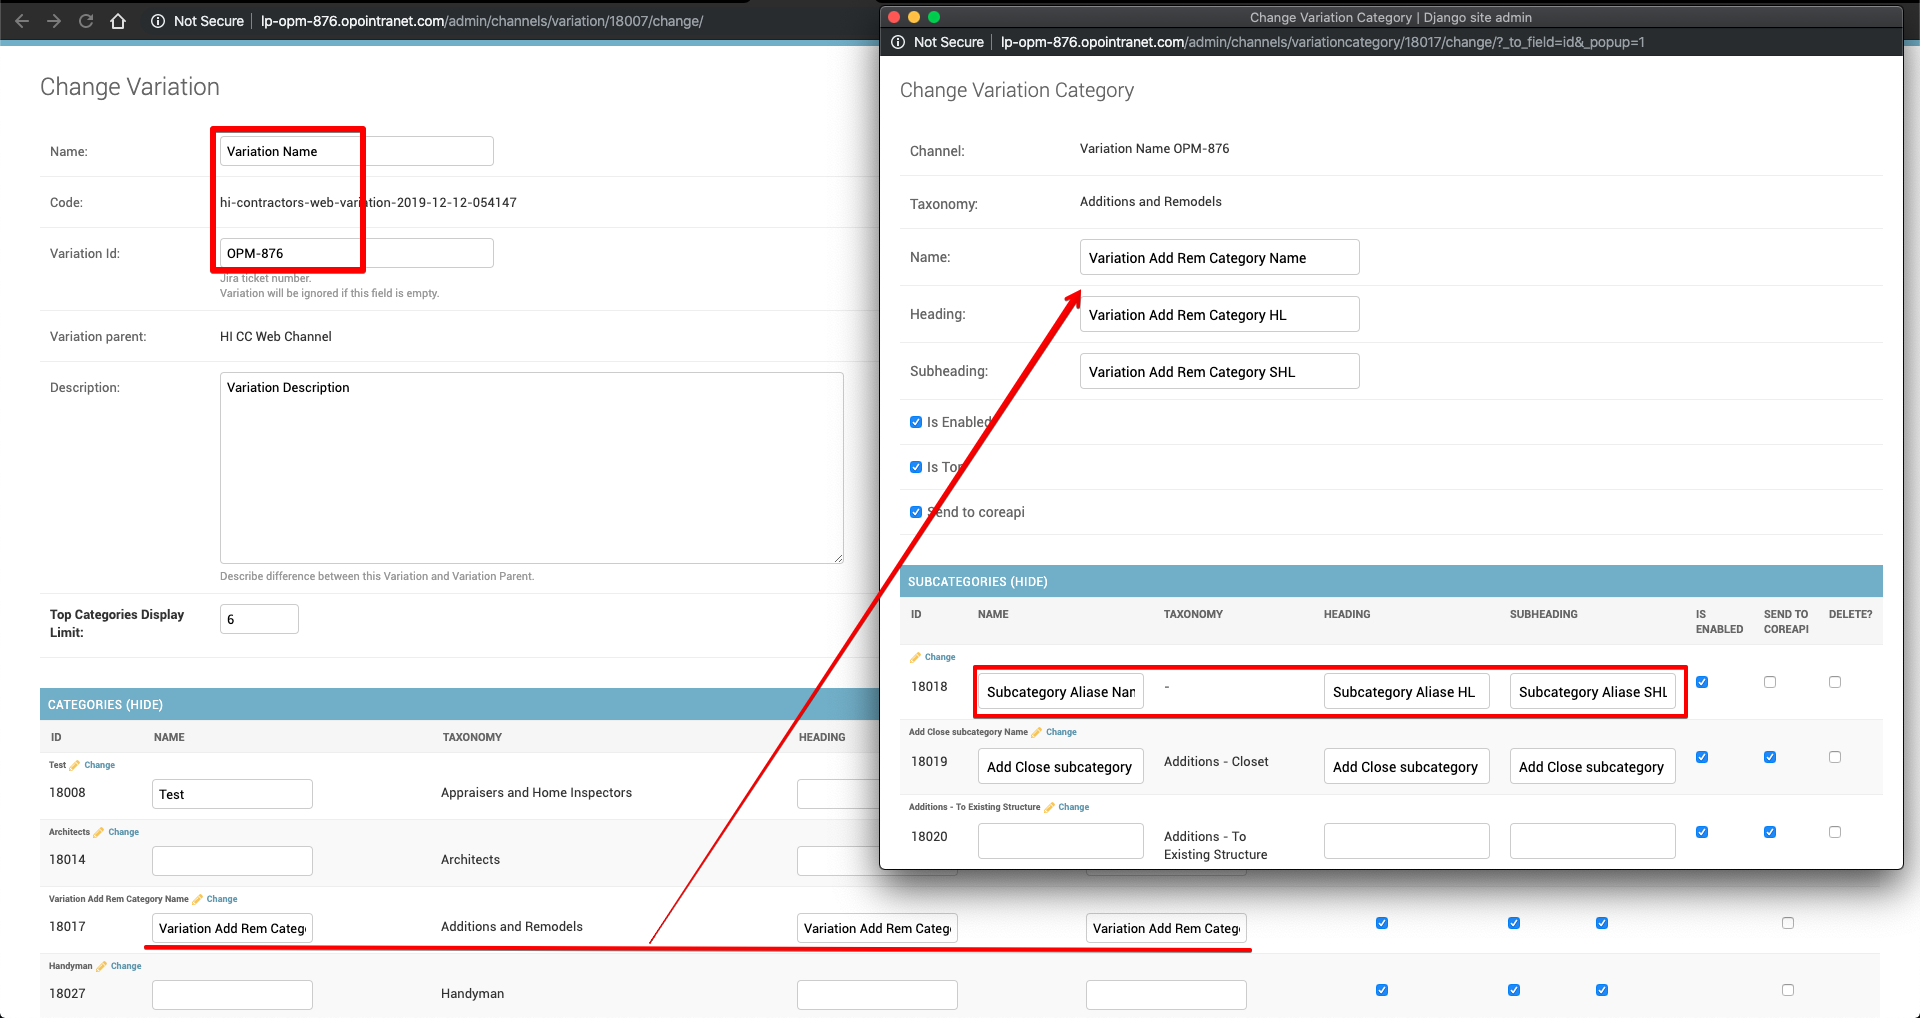 Not Secure
lp-opm-876.opointranet.com/admin/channels/variation/18007/change/
Change Variation
Name:
Variation Name
Code:
hi-contractors-web-variation-2019-12-12-054147
Variation Id:
OPM-876
Jira ticket number.
Variation will be ignored if this field is empty.
Variation parent:
HI CC Web Channel
Description:
Variation Description
Describe difference between this Variation and Variation Parent.
Top Categories Display
Limit:
6
CATEGORIES (HIDE)
ID NAME TAXONOMY HEADING
Test Change
18008 Test Appraisers and Home Inspectors
Architects Change
18014 Architects
Variation Add Rem Category Name Change
18017 Variation Add Rem Categ Additions and Remodels Variation Add Rem Categ Variation Add Rem Categ
Handyman Change
18027 Handyman
Change Variation Category | Django site admin
Not Secure
lp-opm-876.opointranet.com/admin/channels/variationcategory/18017/change/?_to_field=id&_popup=1
Change Variation Category
Channel:
Variation Name OPM-876
Taxonomy:
Additions and Remodels
Name:
Variation Add Rem Category Name
Heading:
Variation Add Rem Category HL
Subheading:
Variation Add Rem Category SHL
Is Enabled
Is Top
Send to coreapi
SUBCATEGORIES (HIDE)
ID NAME TAXONOMY HEADING SUBHEADING IS ENABLED SEND TO COREAPI DELETE?
Change
18018 Subcategory Aliase Nam - Subcategory Aliase HL Subcategory Aliase SHL
Add Close subcategory Name Change
18019 Add Close subcategory Additions - Closet Add Close subcategory Add Close subcategory
Additions - To Existing Structure Change
18020 Additions - To
Existing Structure